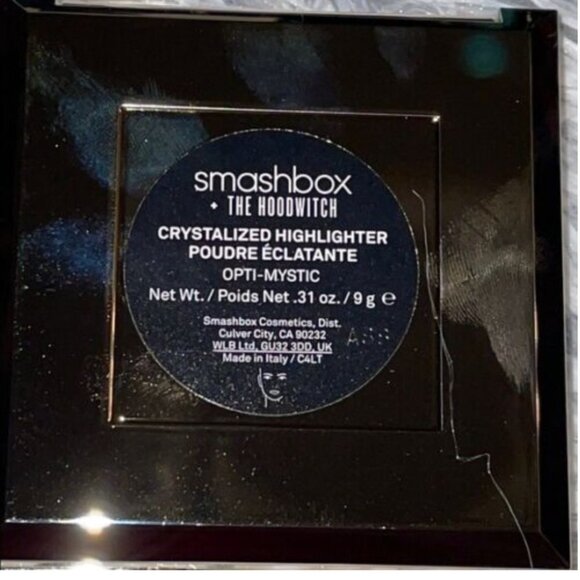 smashbox
+ THE HOODWITCH
CRYSTALIZED HIGHLIGHTER
POUDRE ÉCLATANTE
OPTI-MYSTIC
Net Wt. / Poids Net .31 oz. / 9 g ℮
Smashbox Cosmetics, Dist.
Culver City, CA 90232
WLB Ltd, GU32 3DD, UK
Made in Italy / C4LT